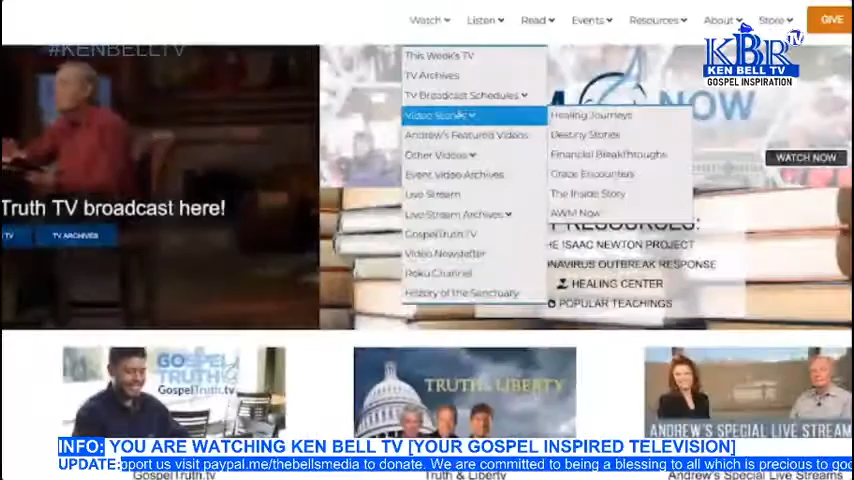 Watch Listen Read Events Resources About Store GIVE
#KENBELLTV
KBR TV
KEN BELL TV
GOSPEL INSPIRATION
This Week's TV
TV Archives
TV Broadcast Schedules
Video Stories
Andrew's Featured Videos
Other Videos
Event Video Archives
Live Stream
Live Stream Archives
GospelTruth TV
Video Newsletter
Roku Channel
History of the Sanctuary
Healing Journeys
Destiny Stories
Financial Breakthroughs
Grace Encounters
The Inside Story
AWM Now
NOW
WATCH NOW
Truth TV broadcast here!
TV
TV ARCHIVES
HE ISAAC NEWTON PROJECT
ONAVIRUS OUTBREAK RESPONSE
HEALING CENTER
POPULAR TEACHINGS
GOSPEL
TRUTH
GospelTruth.tv
TRUTH & LIBERTY
ANDREW'S SPECIAL LIVE STREAM
INFO: YOU ARE WATCHING KEN BELL TV [YOUR GOSPEL INSPIRED TELEVISION]
UPDATE: pport us visit paypal.me/thebellsmedia to donate. We are committed to being a blessing to all which is precious to god
GospelTruth.tv
Truth & Liberty
Andrew's Special Live Streams